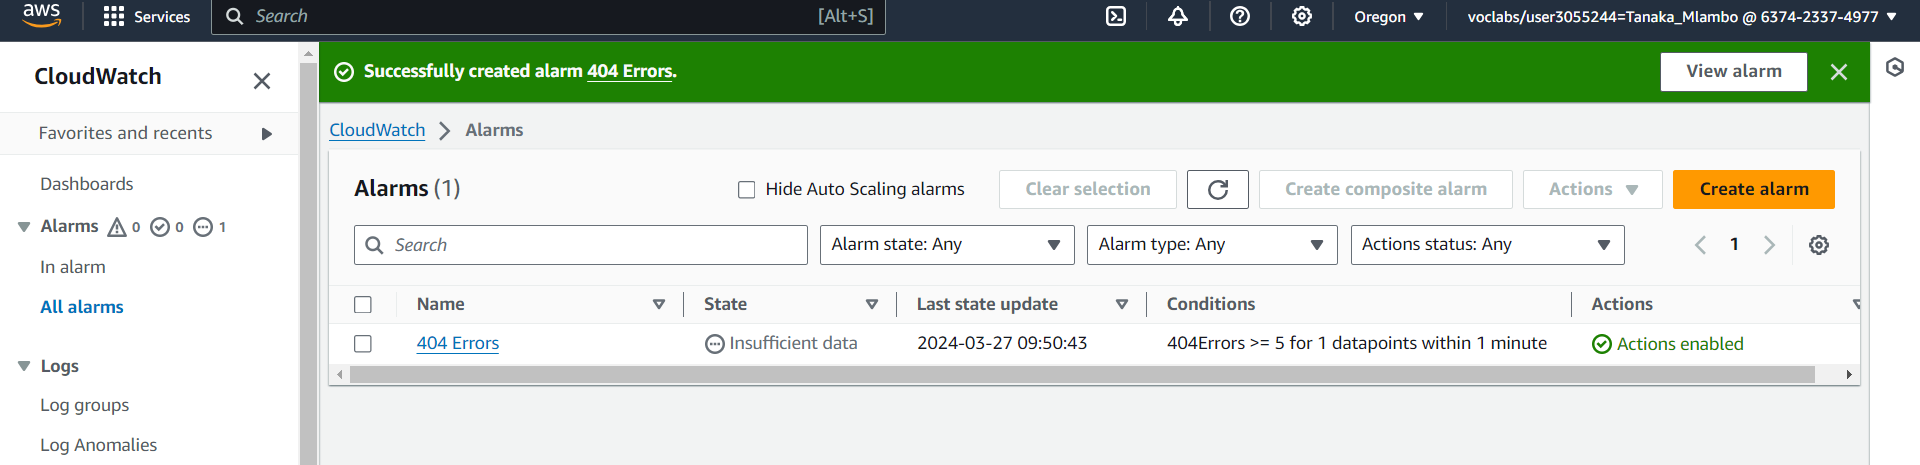 aws Services Search [Alt+S] Oregon voclabs/user3055244=Tanaka_Mlambo @ 6374-2337-4977
CloudWatch
Favorites and recents
Dashboards
Alarms 0 0 1
In alarm
All alarms
Logs
Log groups
Log Anomalies
Successfully created alarm 404 Errors. View alarm
CloudWatch Alarms
Alarms (1) Hide Auto Scaling alarms Clear selection Create composite alarm Actions Create alarm
Search Alarm state: Any Alarm type: Any Actions status: Any 1
Name State Last state update Conditions Actions
404 Errors Insufficient data 2024-03-27 09:50:43 404Errors >= 5 for 1 datapoints within 1 minute Actions enabled